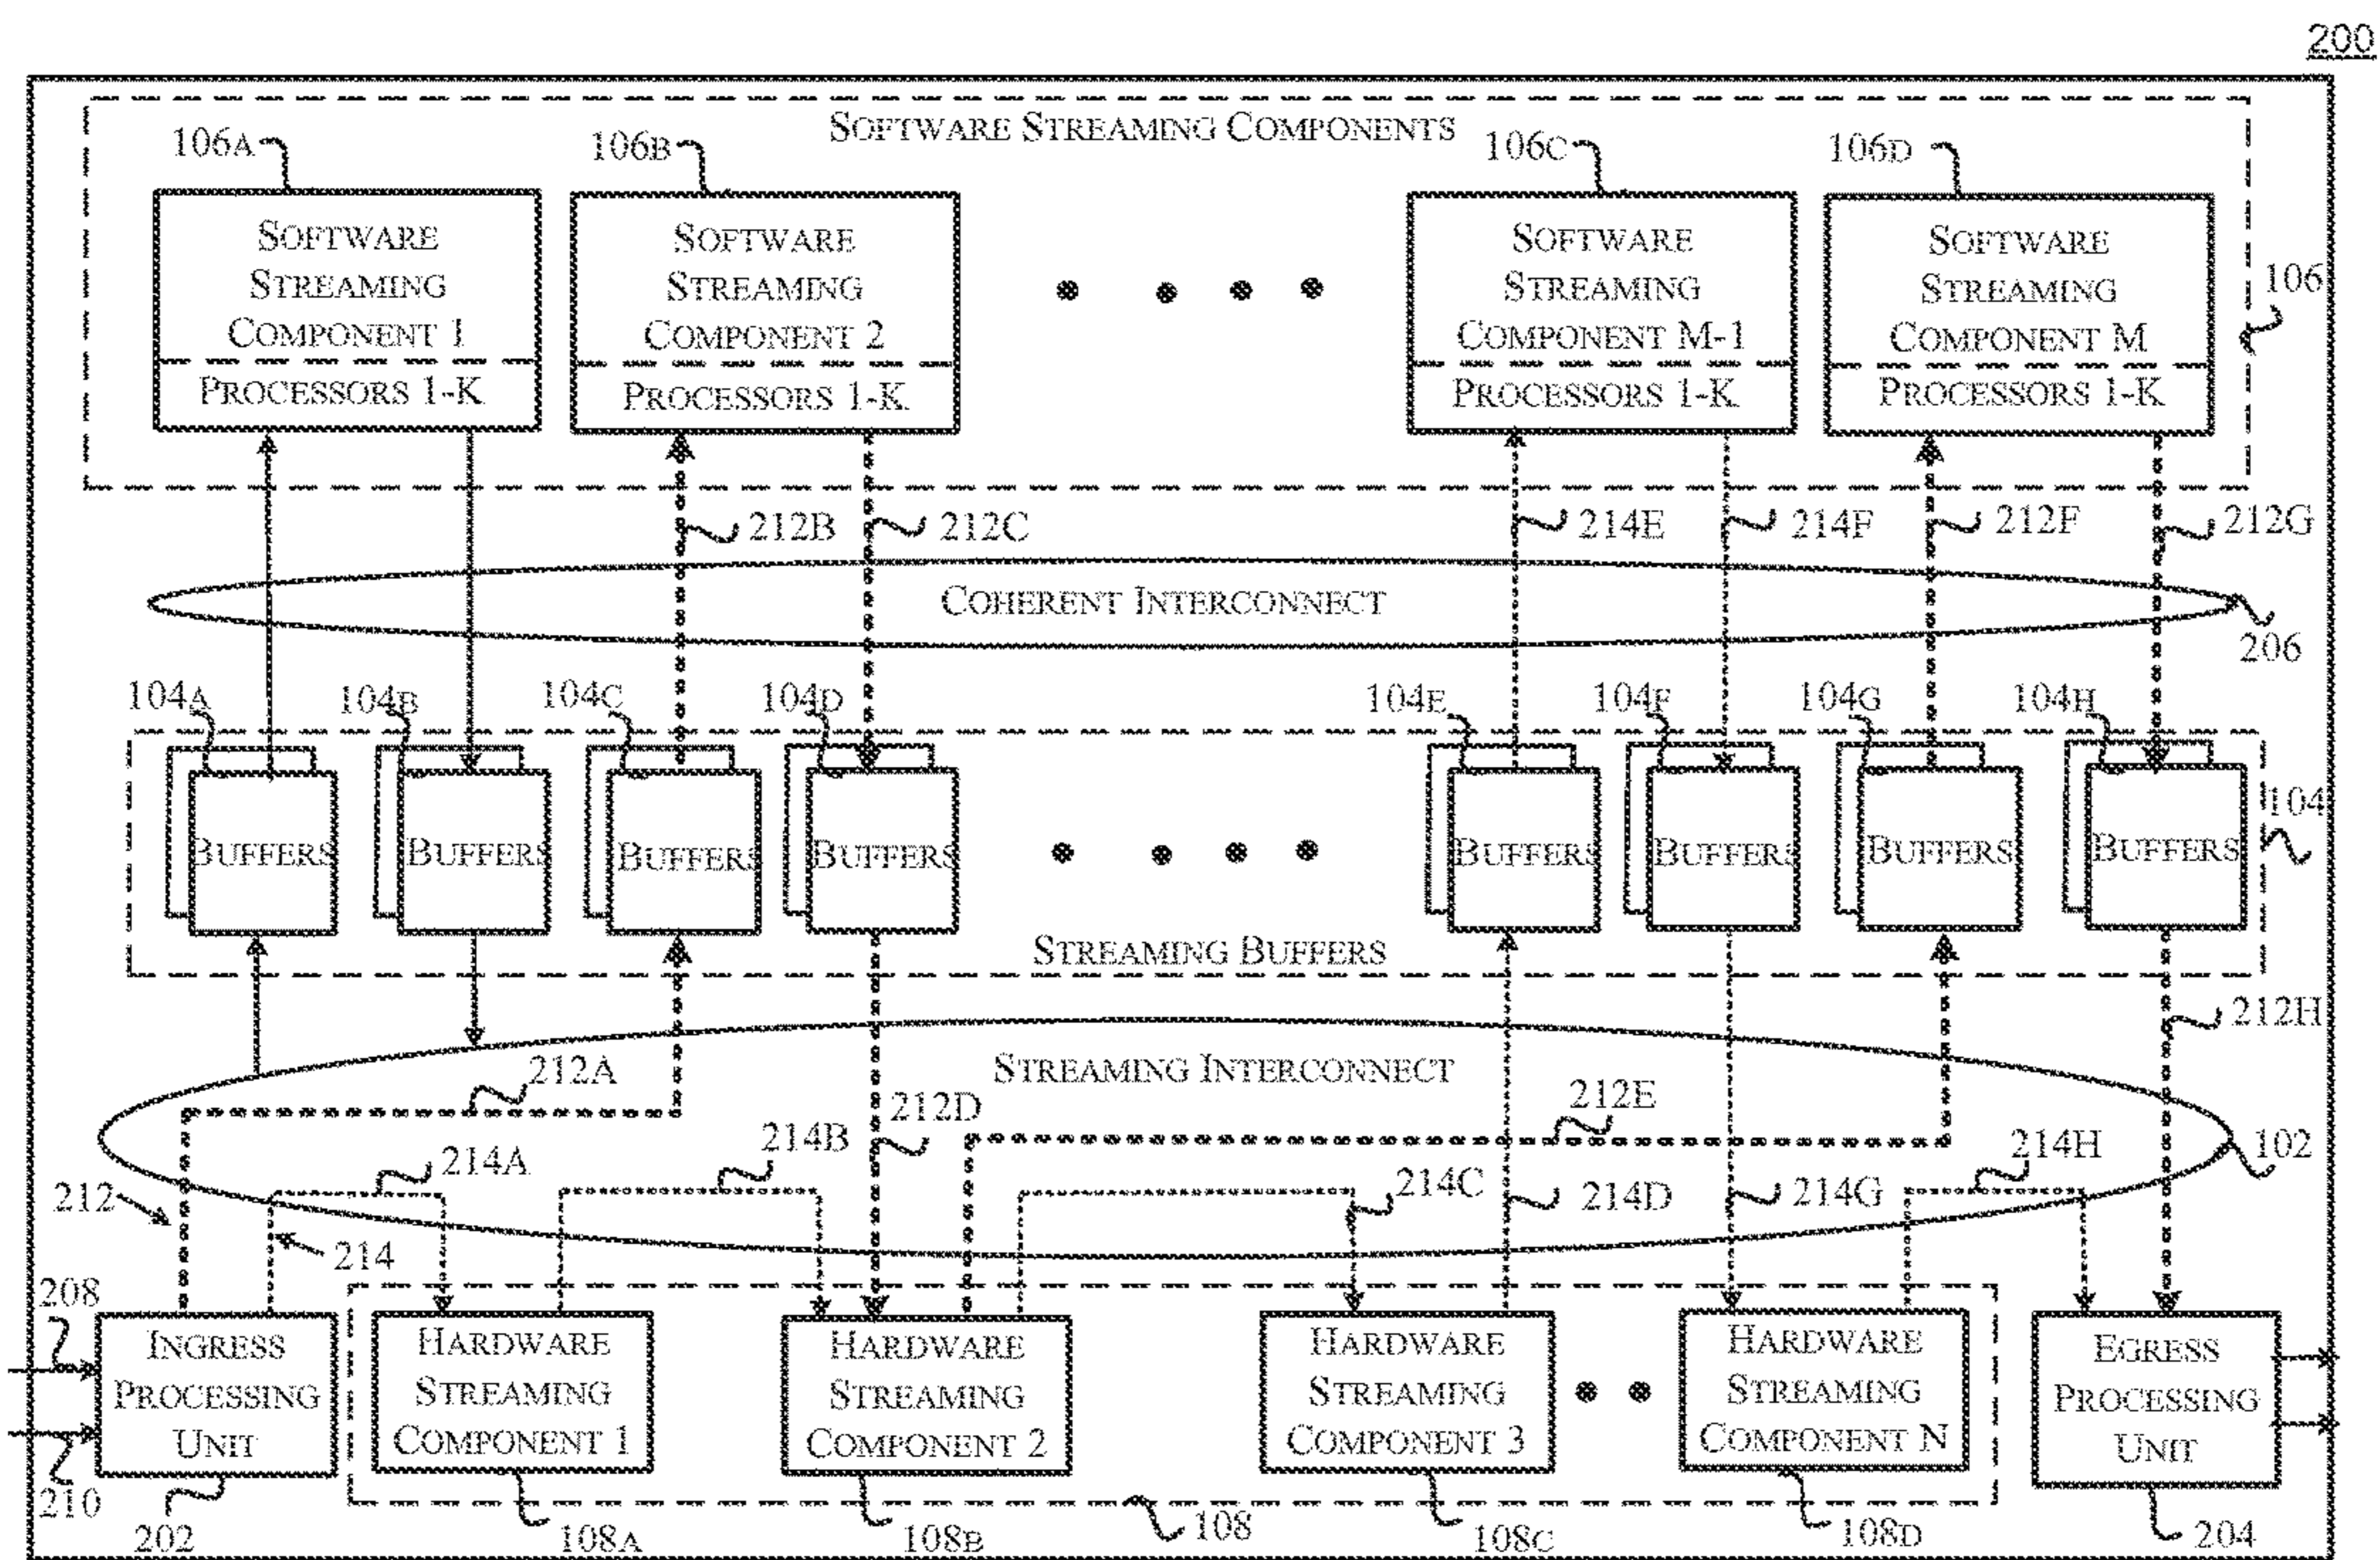 200
SOFTWARE STREAMING COMPONENTS
106A
106B
106C
106D
SOFTWARE
STREAMING
COMPONENT 1
PROCESSORS 1-K
SOFTWARE
STREAMING
COMPONENT 2
PROCESSORS 1-K
SOFTWARE
STREAMING
COMPONENT M-1
PROCESSORS 1-K
SOFTWARE
STREAMING
COMPONENT M
PROCESSORS 1-K
106
212B
212C
214E
214F
212F
212G
COHERENT INTERCONNECT
206
104A
104B
104C
104D
104E
104F
104G
104H
BUFFERS
BUFFERS
BUFFERS
BUFFERS
BUFFERS
BUFFERS
BUFFERS
BUFFERS
104
STREAMING BUFFERS
212H
STREAMING INTERCONNECT
212A
212D
212E
214A
214B
214C
214D
214G
214H
102
212
214
208
210
INGRESS
PROCESSING
UNIT
HARDWARE
STREAMING
COMPONENT 1
HARDWARE
STREAMING
COMPONENT 2
HARDWARE
STREAMING
COMPONENT 3
HARDWARE
STREAMING
COMPONENT N
EGRESS
PROCESSING
UNIT
202
108A
108B
108
108C
108D
204